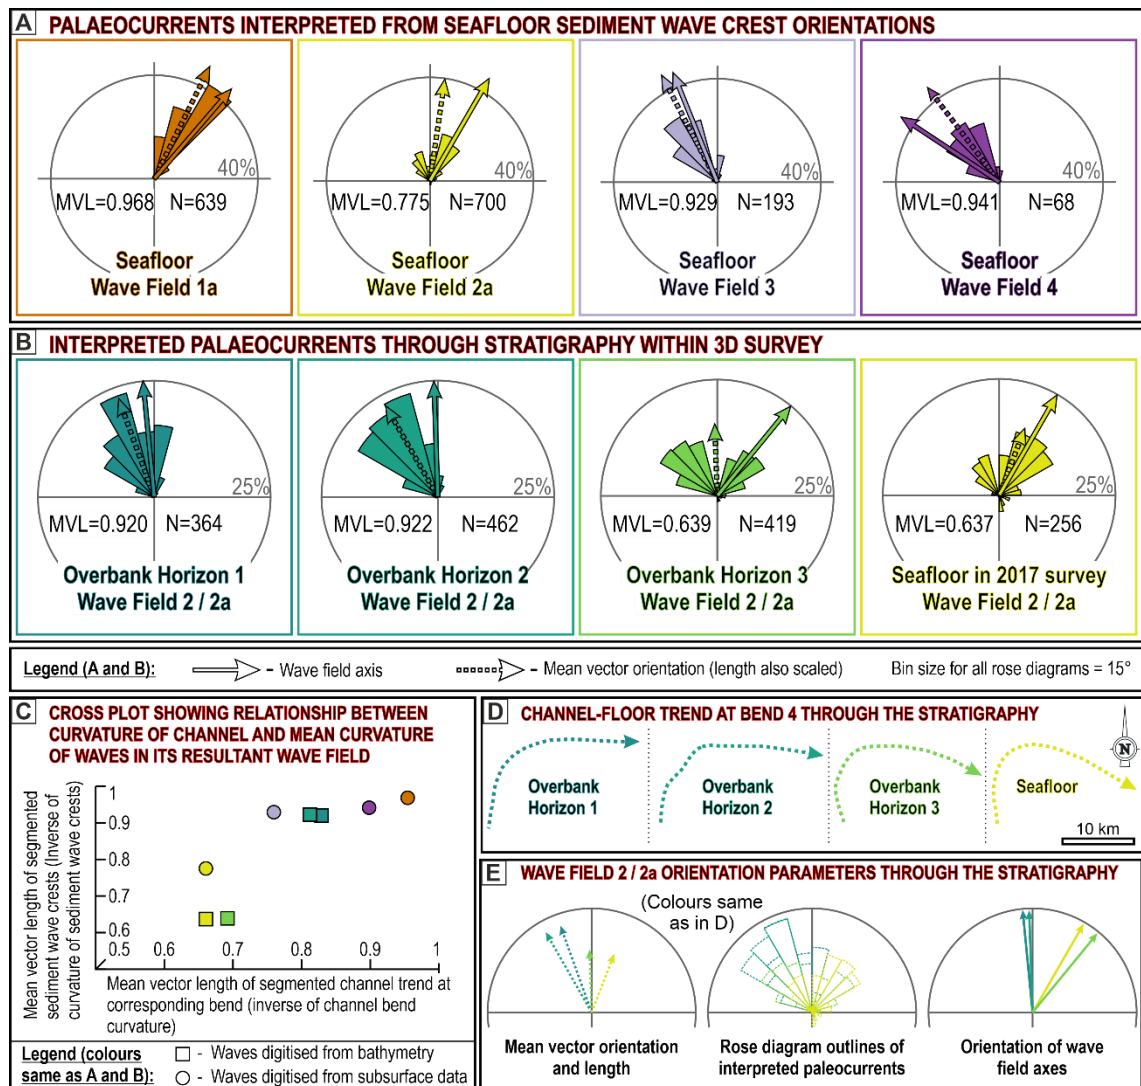 A PALAEOCURRENTS INTERPRETED FROM SEAFLOOR SEDIMENT WAVE CREST ORIENTATIONS
40%
MVL=0.968 N=639
Seafloor
Wave Field 1a
40%
MVL=0.775 N=700
Seafloor
Wave Field 2a
40%
MVL=0.929 N=193
Seafloor
Wave Field 3
40%
MVL=0.941 N=68
Seafloor
Wave Field 4
B INTERPRETED PALAEOCURRENTS THROUGH STRATIGRAPHY WITHIN 3D SURVEY
25%
MVL=0.920 N=364
Overbank Horizon 1
Wave Field 2 / 2a
25%
MVL=0.922 N=462
Overbank Horizon 2
Wave Field 2 / 2a
25%
MVL=0.639 N=419
Overbank Horizon 3
Wave Field 2 / 2a
25%
MVL=0.637 N=256
Seafloor in 2017 survey
Wave Field 2 / 2a
Legend (A and B): - Wave field axis - Mean vector orientation (length also scaled) Bin size for all rose diagrams = 15°
C CROSS PLOT SHOWING RELATIONSHIP BETWEEN
CURVATURE OF CHANNEL AND MEAN CURVATURE
OF WAVES IN ITS RESULTANT WAVE FIELD
Mean vector length of segmented
sediment wave crests (Inverse of
curvature of sediment wave crests)
1
0.9
0.8
0.7
0.6
0.5 0.6 0.7 0.8 0.9 1
Mean vector length of segmented channel trend at
corresponding bend (inverse of channel bend
curvature)
Legend (colours
same as A and B):
- Waves digitised from bathymetry
- Waves digitised from subsurface data
D CHANNEL-FLOOR TREND AT BEND 4 THROUGH THE STRATIGRAPHY
N
Overbank
Horizon 1
Overbank
Horizon 2
Overbank
Horizon 3
Seafloor
10 km
E WAVE FIELD 2 / 2a ORIENTATION PARAMETERS THROUGH THE STRATIGRAPHY
(Colours same
as in D)
Mean vector orientation
and length
Rose diagram outlines of
interpreted paleocurrents
Orientation of wave
field axes